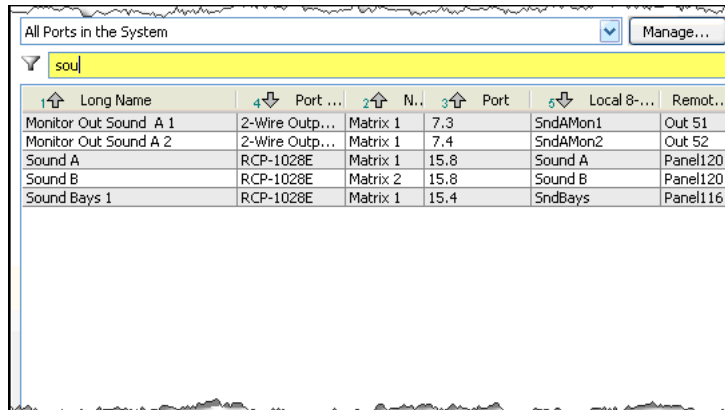 All Ports in the System Manage...
sou
1 Long Name 4 Port ... 2 N.. 3 Port 5 Local 8-... Remot..
Monitor Out Sound A 1 2-Wire Outp... Matrix 1 7.3 SndAMon1 Out 51
Monitor Out Sound A 2 2-Wire Outp... Matrix 1 7.4 SndAMon2 Out 52
Sound A RCP-1028E Matrix 1 15.8 Sound A Panel120
Sound B RCP-1028E Matrix 2 15.8 Sound B Panel120
Sound Bays 1 RCP-1028E Matrix 1 15.4 SndBays Panel116